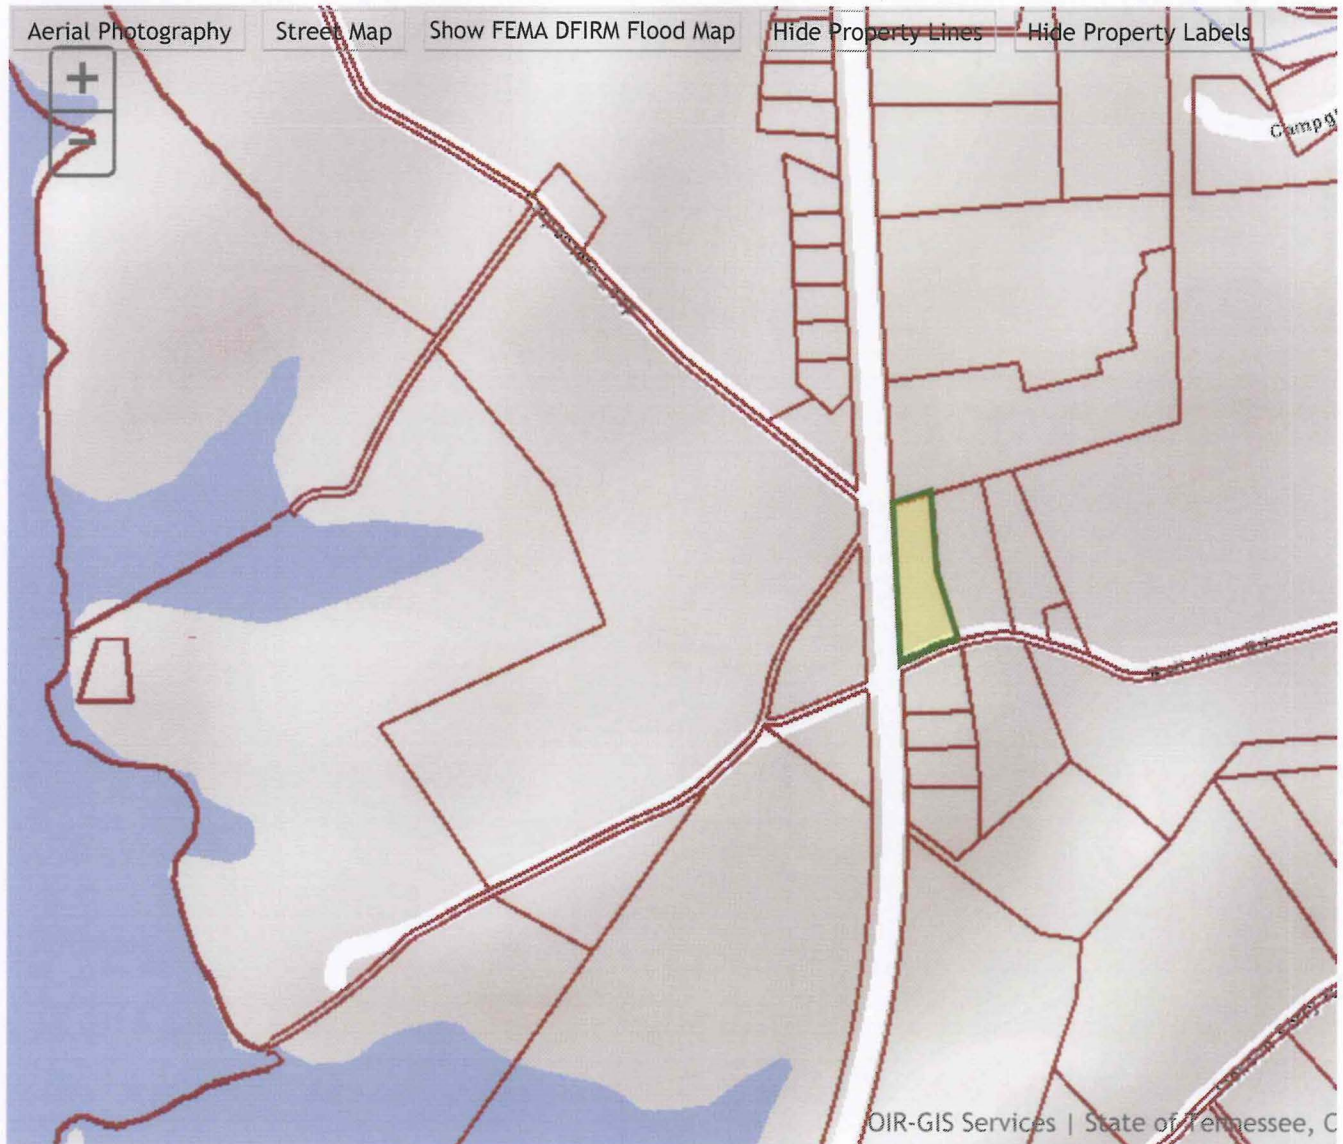 Aerial Photography
Street Map
Show FEMA DFIRM Flood Map
Hide Property Lines
Hide Property Labels
+
-
Campg
OIR-GIS Services | State of Tennessee, C